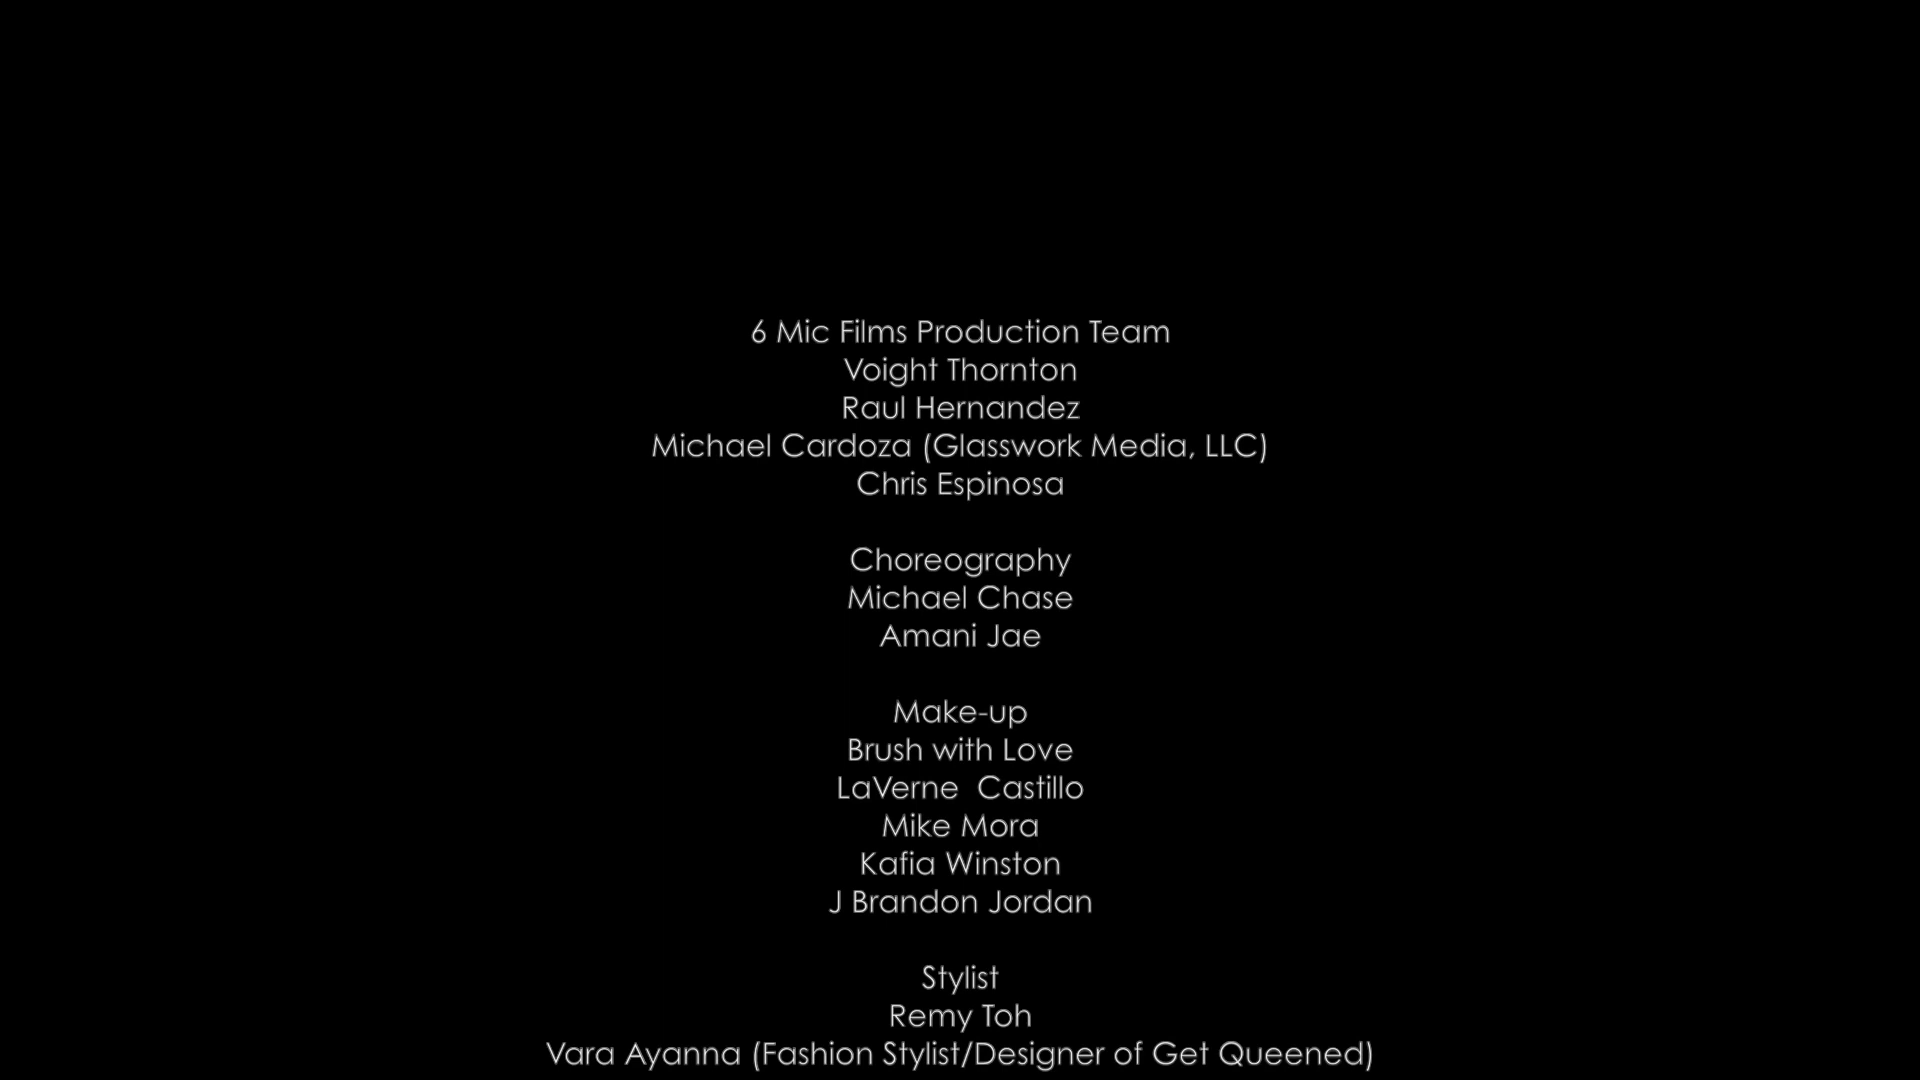 6 Mic Films Production Team
Voight Thornton
Raul Hernandez
Michael Cardoza (Glasswork Media, LLC)
Chris Espinosa
Choreography
Michael Chase
Amani Jae
Make-up
Brush with Love
LaVerne  Castillo
Mike Mora
Kafia Winston
J Brandon Jordan
Stylist
Remy Toh
Vara Ayanna (Fashion Stylist/Designer of Get Queened)